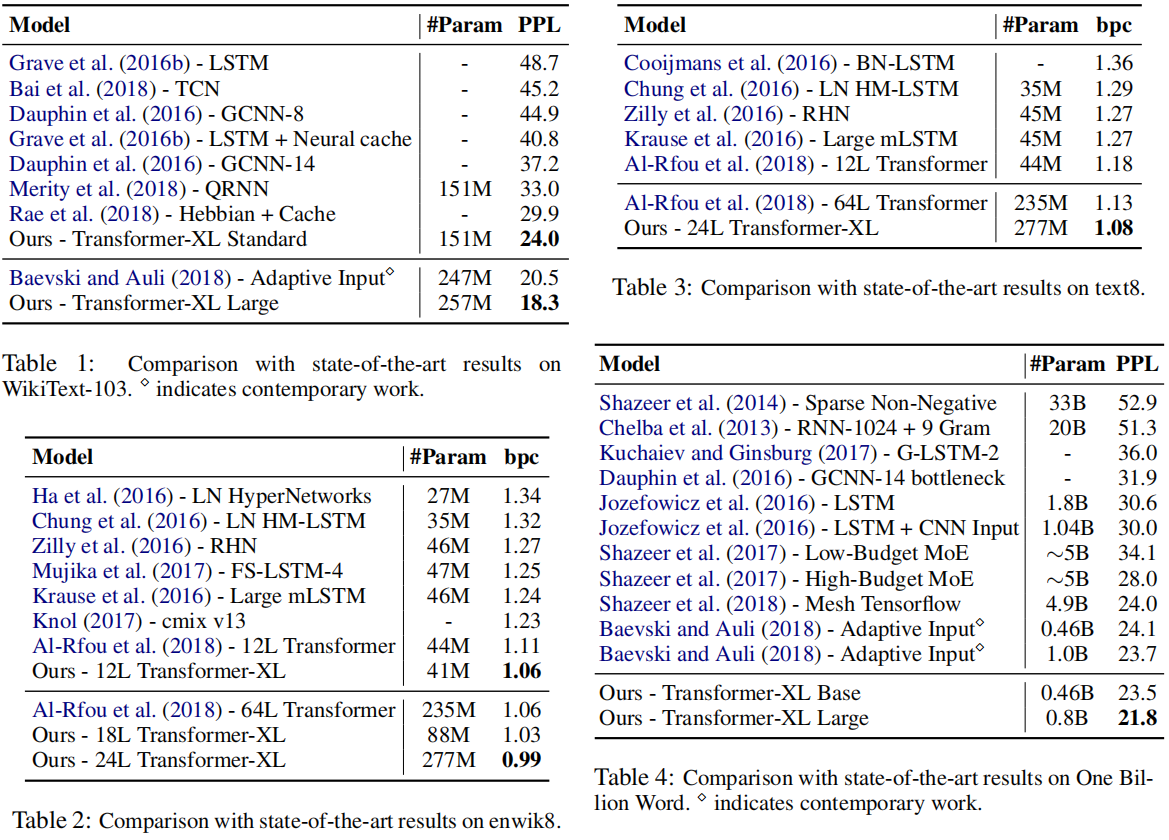 Model #Param PPL
Grave et al. (2016b) - LSTM - 48.7
Bai et al. (2018) - TCN - 45.2
Dauphin et al. (2016) - GCNN-8 - 44.9
Grave et al. (2016b) - LSTM + Neural cache - 40.8
Dauphin et al. (2016) - GCNN-14 - 37.2
Merity et al. (2018) - QRNN 151M 33.0
Rae et al. (2018) - Hebbian + Cache - 29.9
Ours - Transformer-XL Standard 151M 24.0
Baevski and Auli (2018) - Adaptive Input⋄ 247M 20.5
Ours - Transformer-XL Large 257M 18.3
Table 1: Comparison with state-of-the-art results on
WikiText-103. ⋄ indicates contemporary work.
Model #Param bpc
Ha et al. (2016) - LN HyperNetworks 27M 1.34
Chung et al. (2016) - LN HM-LSTM 35M 1.32
Zilly et al. (2016) - RHN 46M 1.27
Mujika et al. (2017) - FS-LSTM-4 47M 1.25
Krause et al. (2016) - Large mLSTM 46M 1.24
Knol (2017) - cmix v13 - 1.23
Al-Rfou et al. (2018) - 12L Transformer 44M 1.11
Ours - 12L Transformer-XL 41M 1.06
Al-Rfou et al. (2018) - 64L Transformer 235M 1.06
Ours - 18L Transformer-XL 88M 1.03
Ours - 24L Transformer-XL 277M 0.99
Table 2: Comparison with state-of-the-art results on enwik8.
Model #Param bpc
Cooijmans et al. (2016) - BN-LSTM - 1.36
Chung et al. (2016) - LN HM-LSTM 35M 1.29
Zilly et al. (2016) - RHN 45M 1.27
Krause et al. (2016) - Large mLSTM 45M 1.27
Al-Rfou et al. (2018) - 12L Transformer 44M 1.18
Al-Rfou et al. (2018) - 64L Transformer 235M 1.13
Ours - 24L Transformer-XL 277M 1.08
Table 3: Comparison with state-of-the-art results on text8.
Model #Param PPL
Shazeer et al. (2014) - Sparse Non-Negative 33B 52.9
Chelba et al. (2013) - RNN-1024 + 9 Gram 20B 51.3
Kuchaiev and Ginsburg (2017) - G-LSTM-2 - 36.0
Dauphin et al. (2016) - GCNN-14 bottleneck - 31.9
Jozefowicz et al. (2016) - LSTM 1.8B 30.6
Jozefowicz et al. (2016) - LSTM + CNN Input 1.04B 30.0
Shazeer et al. (2017) - Low-Budget MoE ∼5B 34.1
Shazeer et al. (2017) - High-Budget MoE ∼5B 28.0
Shazeer et al. (2018) - Mesh Tensorflow 4.9B 24.0
Baevski and Auli (2018) - Adaptive Input⋄ 0.46B 24.1
Baevski and Auli (2018) - Adaptive Input⋄ 1.0B 23.7
Ours - Transformer-XL Base 0.46B 23.5
Ours - Transformer-XL Large 0.8B 21.8
Table 4: Comparison with state-of-the-art results on One Bil-
lion Word. ⋄ indicates contemporary work.